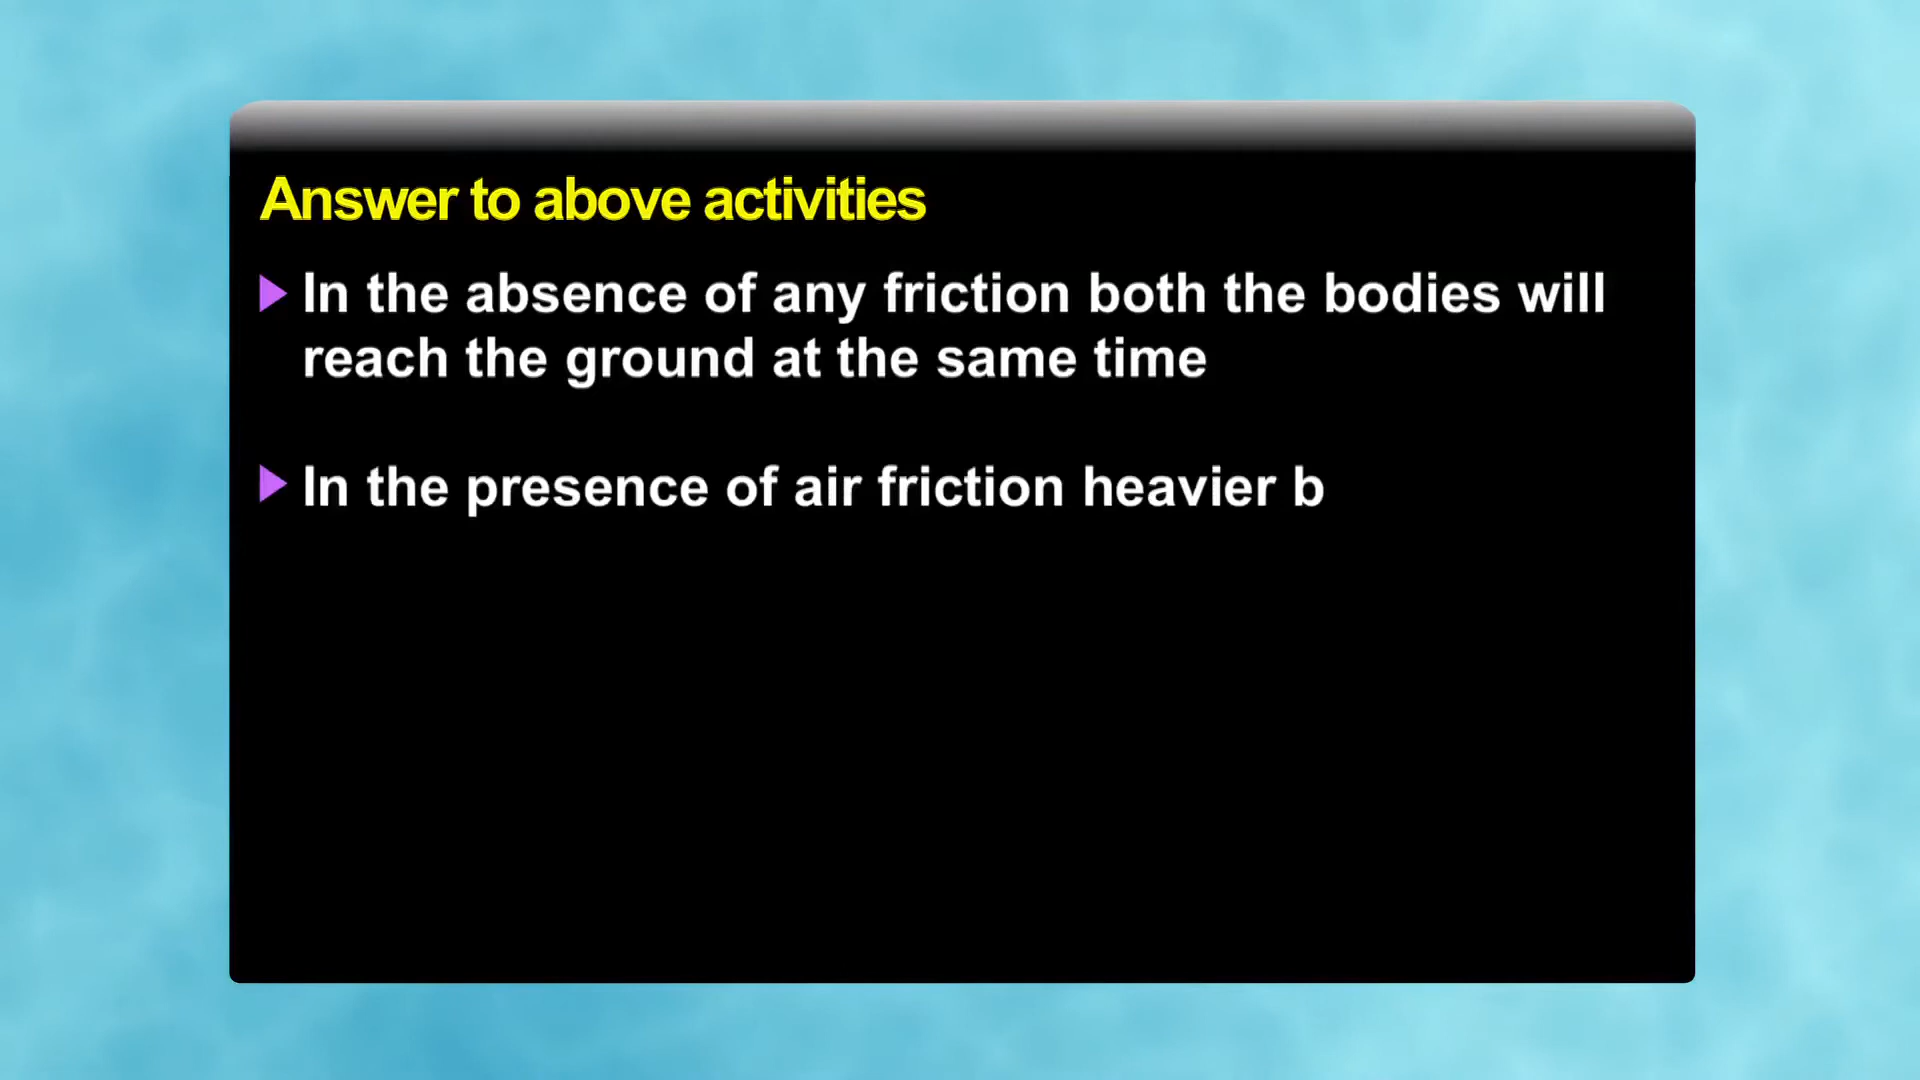 Answer to above activities
In the absence of any friction both the bodies will
reach the ground at the same time
In the presence of air friction heavier b